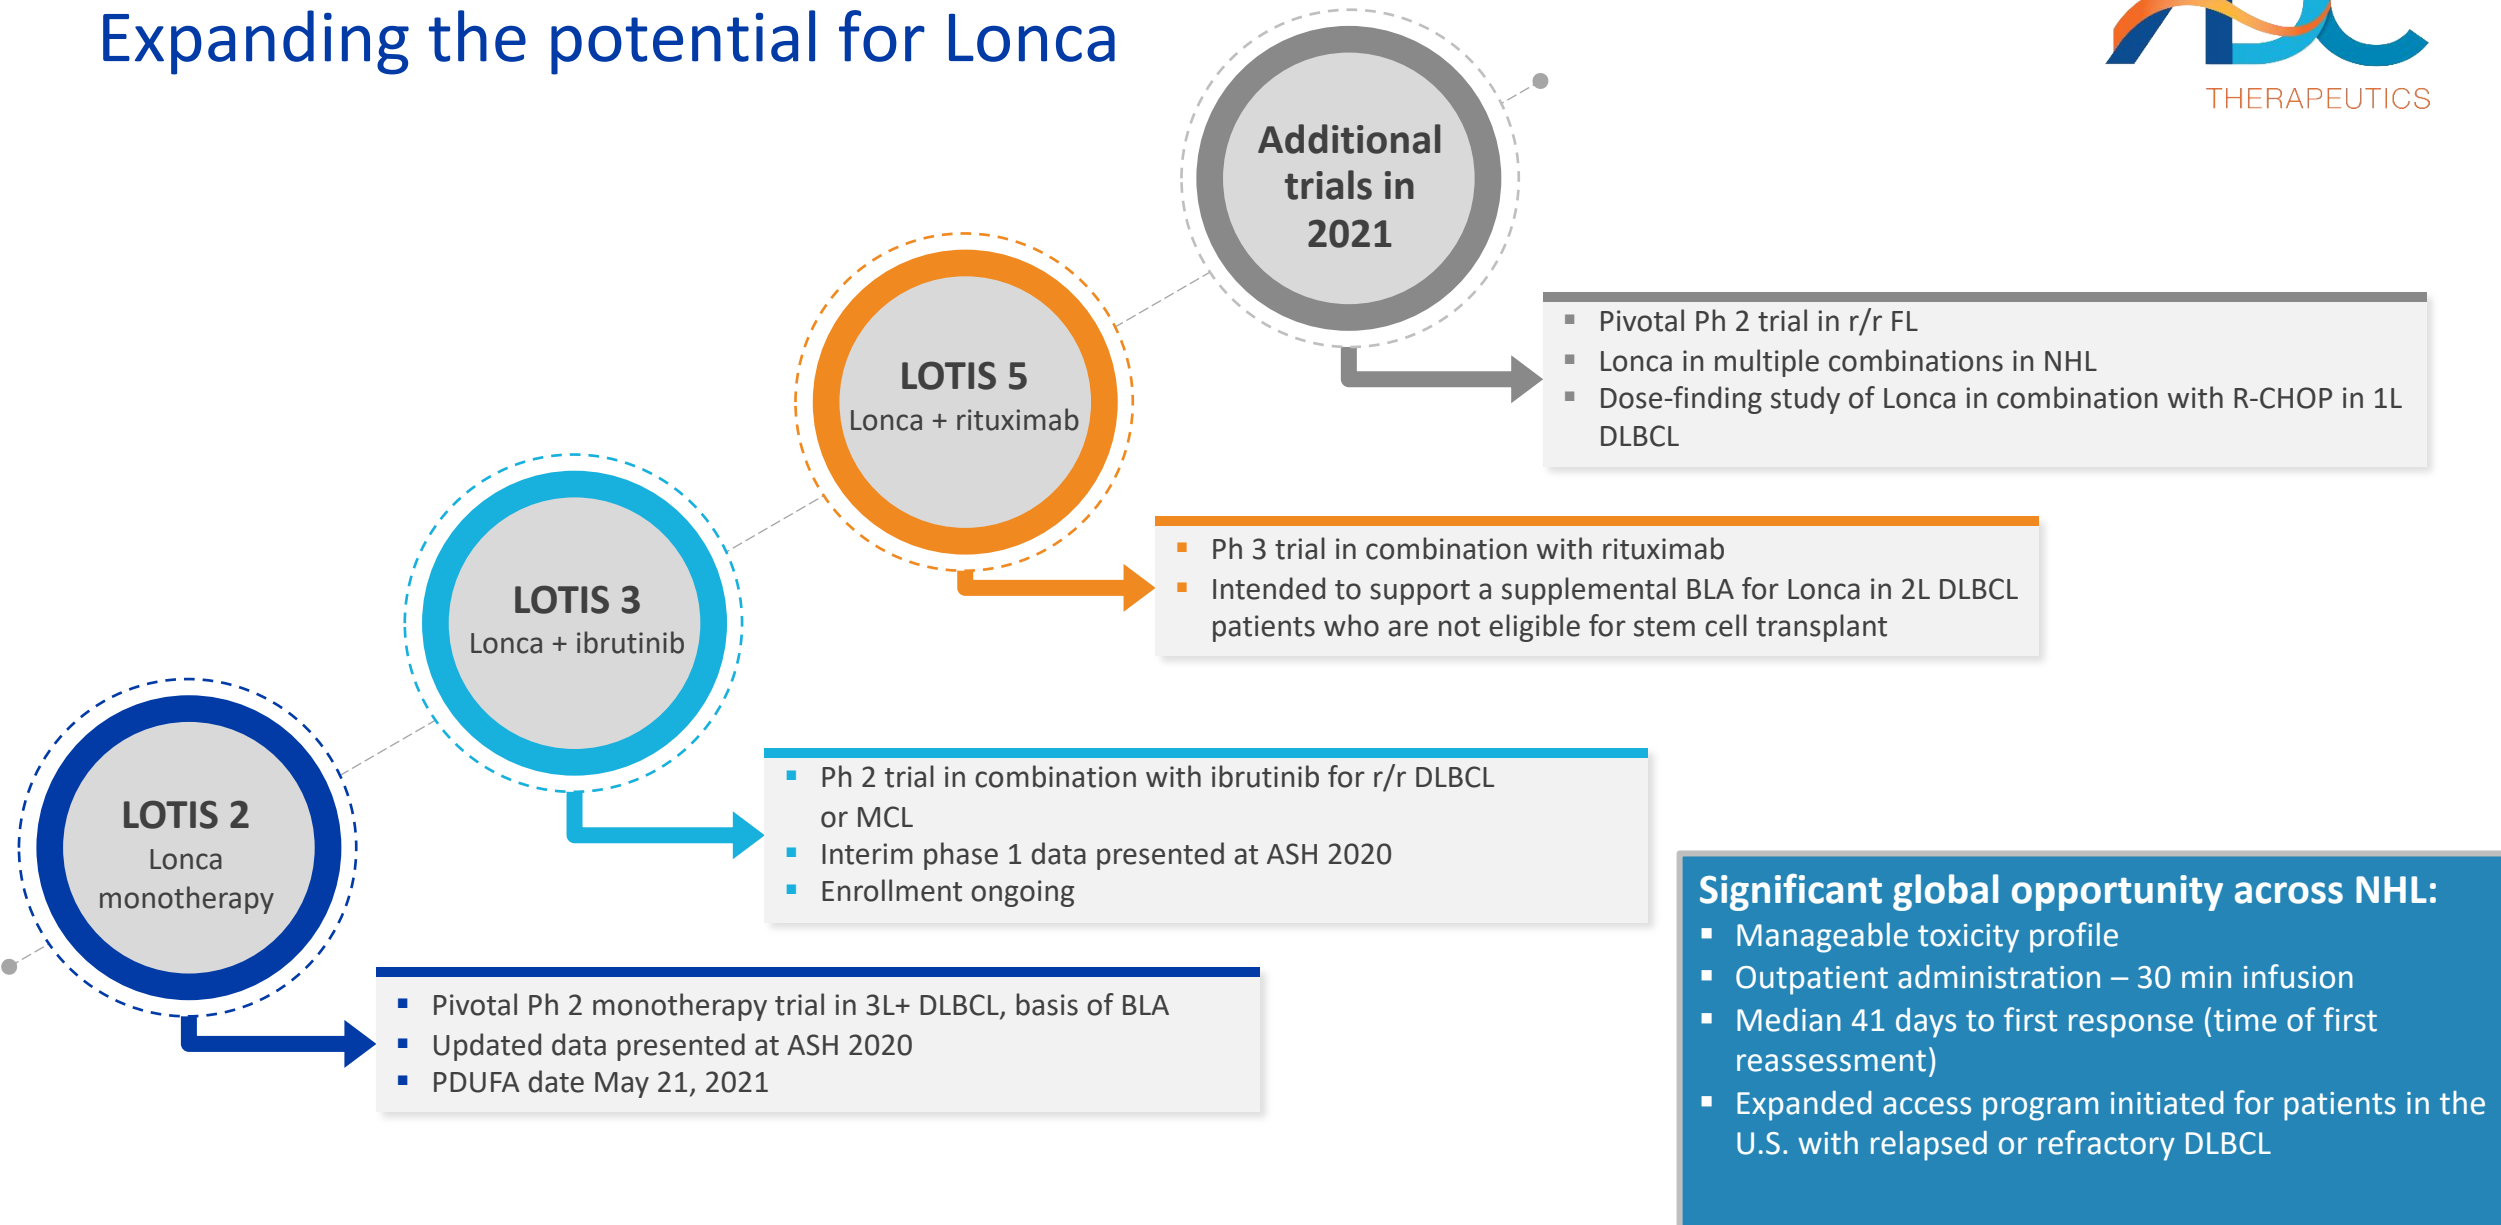 Expanding the potential for Lonca
ADC
THERAPEUTICS
Additional
trials in
2021
▪ Pivotal Ph 2 trial in r/r FL
▪ Lonca in multiple combinations in NHL
▪ Dose-finding study of Lonca in combination with R-CHOP in 1L
DLBCL
LOTIS 5
Lonca + rituximab
▪ Ph 3 trial in combination with rituximab
▪ Intended to support a supplemental BLA for Lonca in 2L DLBCL
patients who are not eligible for stem cell transplant
LOTIS 3
Lonca + ibrutinib
▪ Ph 2 trial in combination with ibrutinib for r/r DLBCL
or MCL
▪ Interim phase 1 data presented at ASH 2020
▪ Enrollment ongoing
LOTIS 2
Lonca
monotherapy
▪ Pivotal Ph 2 monotherapy trial in 3L+ DLBCL, basis of BLA
▪ Updated data presented at ASH 2020
▪ PDUFA date May 21, 2021
Significant global opportunity across NHL:
▪ Manageable toxicity profile
▪ Outpatient administration – 30 min infusion
▪ Median 41 days to first response (time of first
reassessment)
▪ Expanded access program initiated for patients in the
U.S. with relapsed or refractory DLBCL